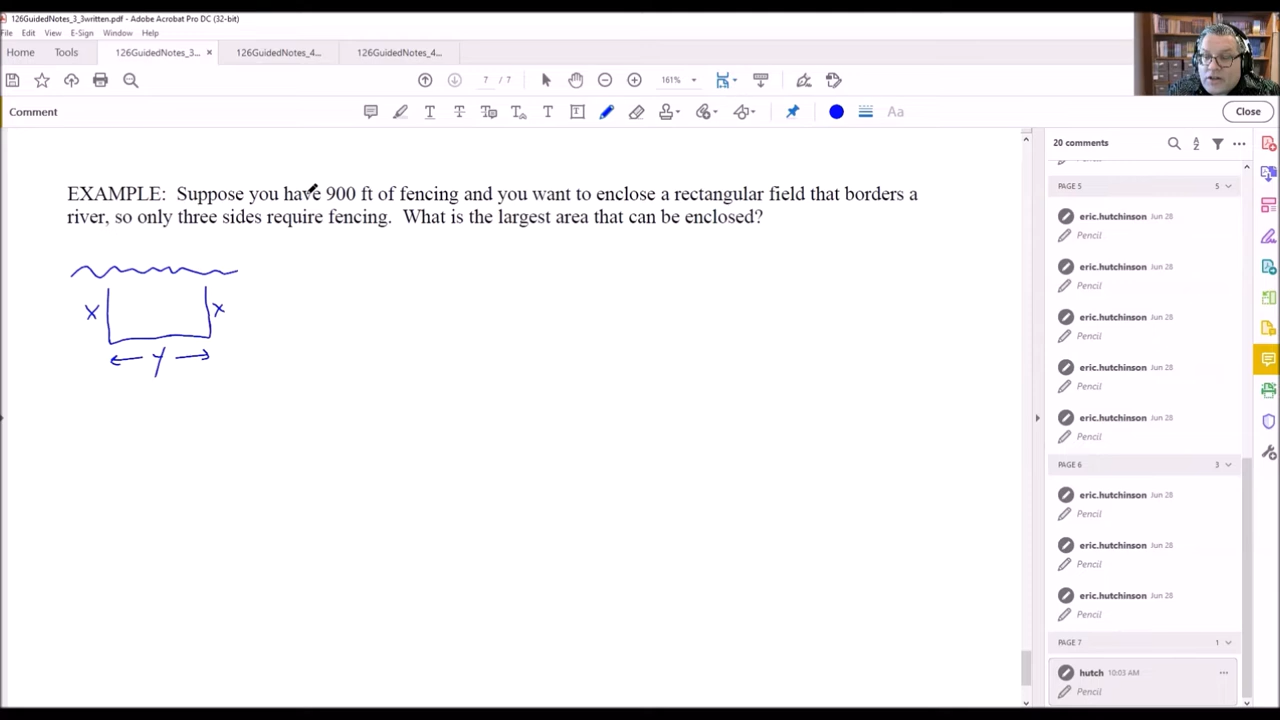 126GuidedNotes_3_3written.pdf - Adobe Acrobat Pro DC (32-bit)
File Edit View E-Sign Window Help
Home Tools 126GuidedNotes_3... × 126GuidedNotes_4... 126GuidedNotes_4...
7 / 7 161%
Comment Aa Close
EXAMPLE: Suppose you have 900 ft of fencing and you want to enclose a rectangular field that borders a
river, so only three sides require fencing. What is the largest area that can be enclosed?
x x
y
20 comments
PAGE 5 5
eric.hutchinson Jun 28
Pencil
eric.hutchinson Jun 28
Pencil
eric.hutchinson Jun 28
Pencil
eric.hutchinson Jun 28
Pencil
eric.hutchinson Jun 28
Pencil
PAGE 6 3
eric.hutchinson Jun 28
Pencil
eric.hutchinson Jun 28
Pencil
eric.hutchinson Jun 28
Pencil
PAGE 7 1
hutch 10:03 AM
Pencil